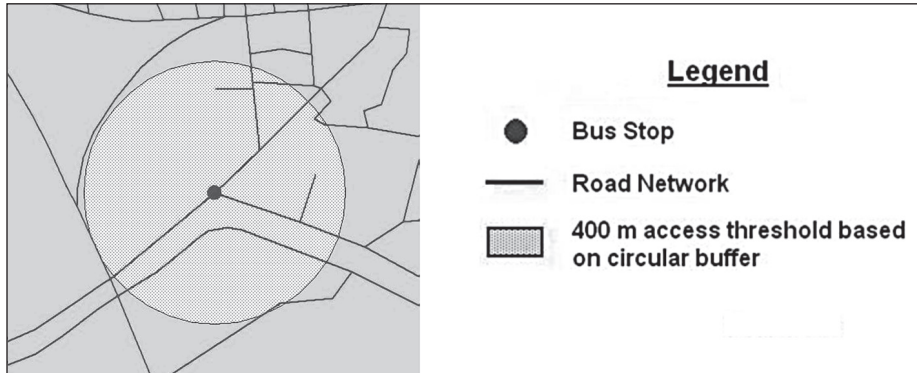 Legend
Bus Stop
Road Network
400 m access threshold based
on circular buffer